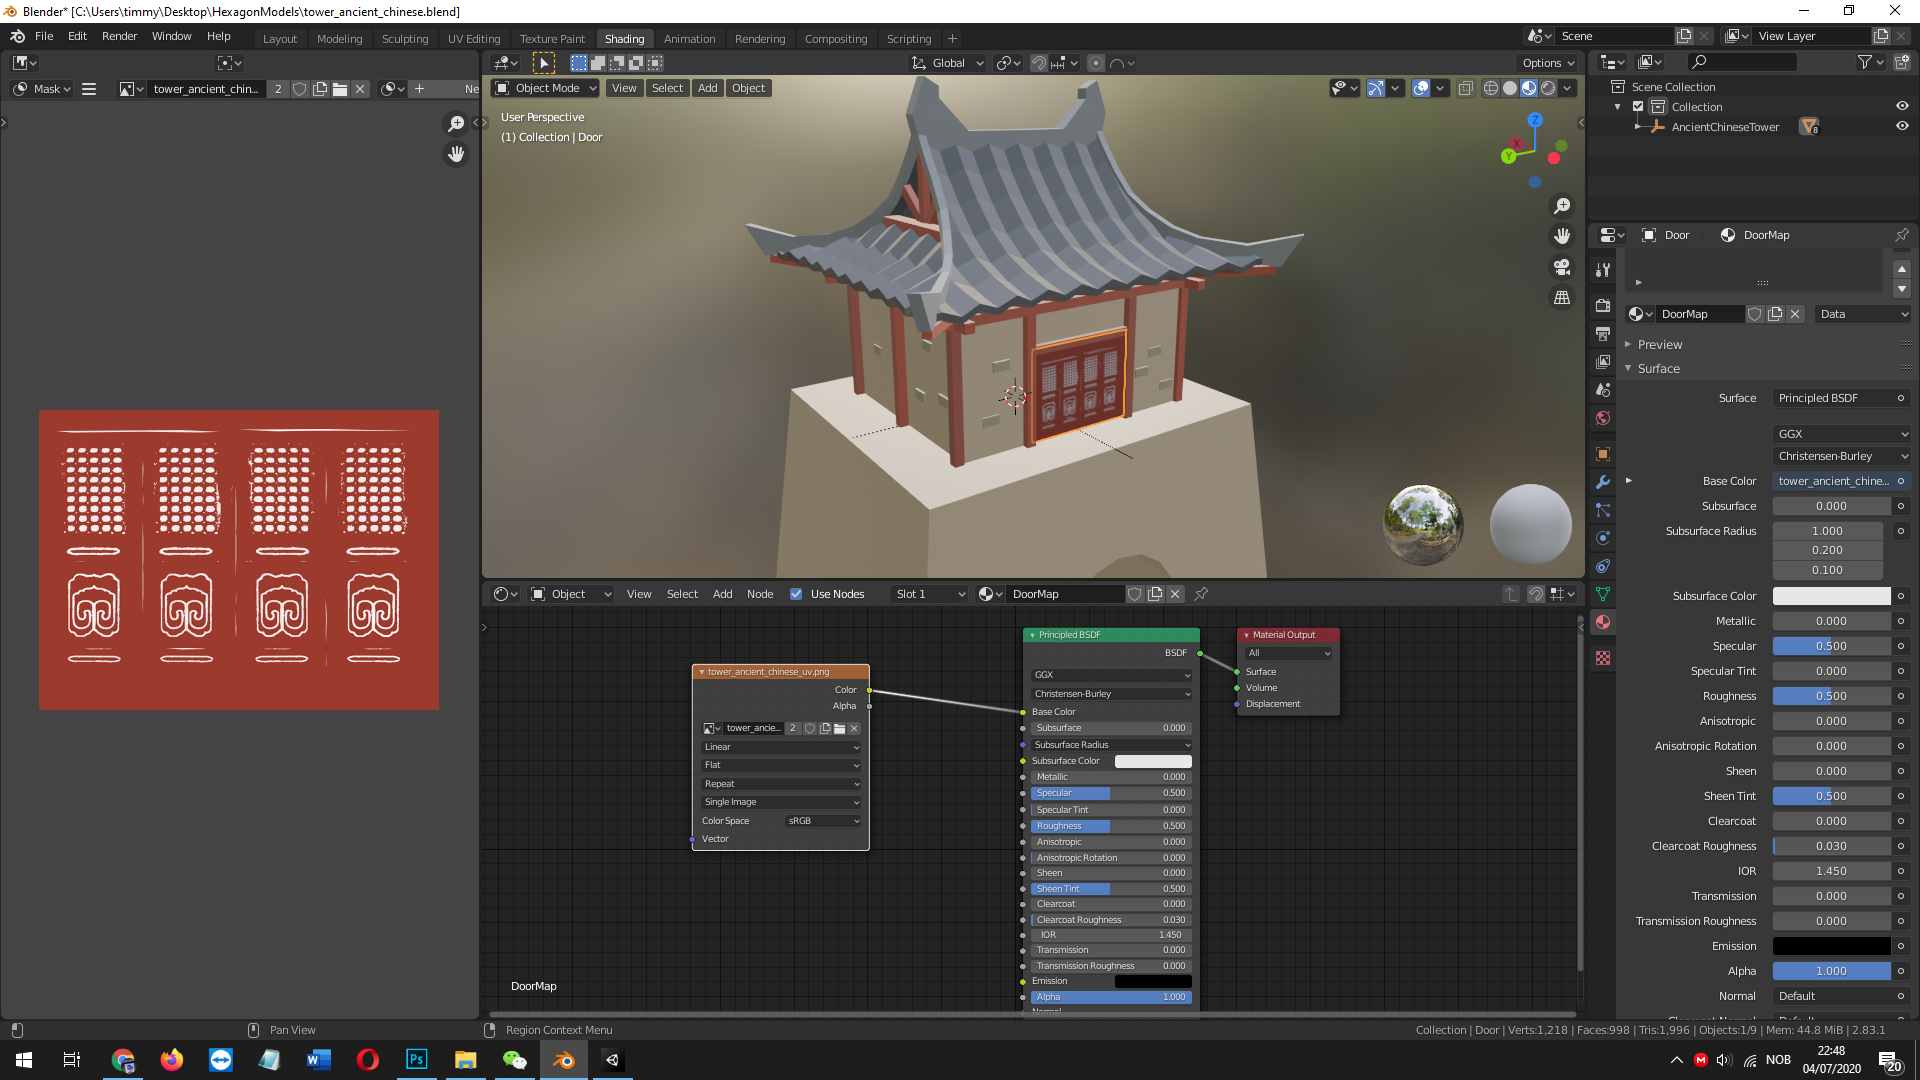 Blender* [C:\Users\timmy\Desktop\HexagonModels\tower_ancient_chinese.blend]
File Edit Render Window Help
Layout Modeling Sculpting UV Editing Texture Paint Shading Animation Rendering Compositing Scripting +
Scene
View Layer
Mask
tower_ancient_chin... 2
+ Ne
Global
Options
Object Mode View Select Add Object
User Perspective
(1) Collection | Door
Z
X
Y
Scene Collection
Collection
AncientChineseTower 8
Door DoorMap
DoorMap Data
Preview
Surface
Surface Principled BSDF
GGX
Christensen-Burley
Base Color tower_ancient_chine...
Subsurface 0.000
Subsurface Radius 1.000
0.200
0.100
Subsurface Color
Metallic 0.000
Specular 0.500
Specular Tint 0.000
Roughness 0.500
Anisotropic 0.000
Anisotropic Rotation 0.000
Sheen 0.000
Sheen Tint 0.500
Clearcoat 0.000
Clearcoat Roughness 0.030
IOR 1.450
Transmission 0.000
Transmission Roughness 0.000
Emission
Alpha 1.000
Normal Default
Object View Select Add Node Use Nodes Slot 1 DoorMap
tower_ancient_chinese_uv.png
Color
Alpha
tower_ancie... 2
Linear
Flat
Repeat
Single Image
Color Space sRGB
Vector
Principled BSDF
BSDF
GGX
Christensen-Burley
Base Color
Subsurface 0.000
Subsurface Radius
Subsurface Color
Metallic 0.000
Specular 0.500
Specular Tint 0.000
Roughness 0.500
Anisotropic 0.000
Anisotropic Rotation 0.000
Sheen 0.000
Sheen Tint 0.500
Clearcoat 0.000
Clearcoat Roughness 0.030
IOR 1.450
Transmission 0.000
Transmission Roughness 0.000
Emission
Alpha 1.000
Material Output
All
Surface
Volume
Displacement
DoorMap
Pan View
Region Context Menu
Collection | Door | Verts:1,218 | Faces:998 | Tris:1,996 | Objects:1/9 | Mem: 44.8 MiB | 2.83.1
W
Ps
M
NOB
22:48
04/07/2020
20